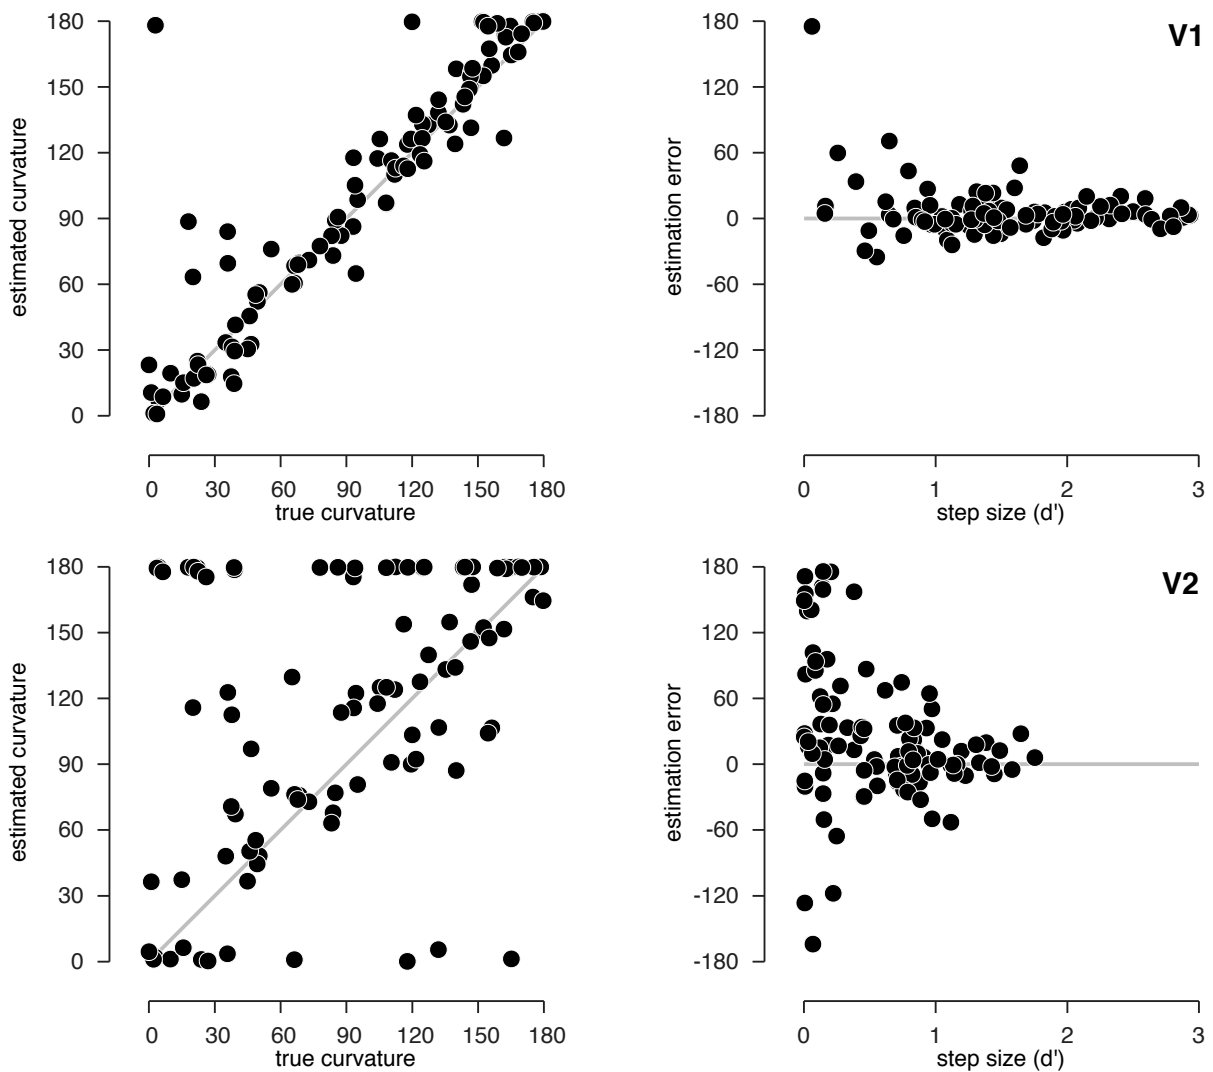 V1
estimated curvature
180
150
120
90
60
30
0
0 30 60 90 120 150 180
true curvature
estimation error
180
120
60
0
-60
-120
-180
0 1 2 3
step size (d')
V2
estimated curvature
180
150
120
90
60
30
0
0 30 60 90 120 150 180
true curvature
estimation error
180
120
60
0
-60
-120
-180
0 1 2 3
step size (d')